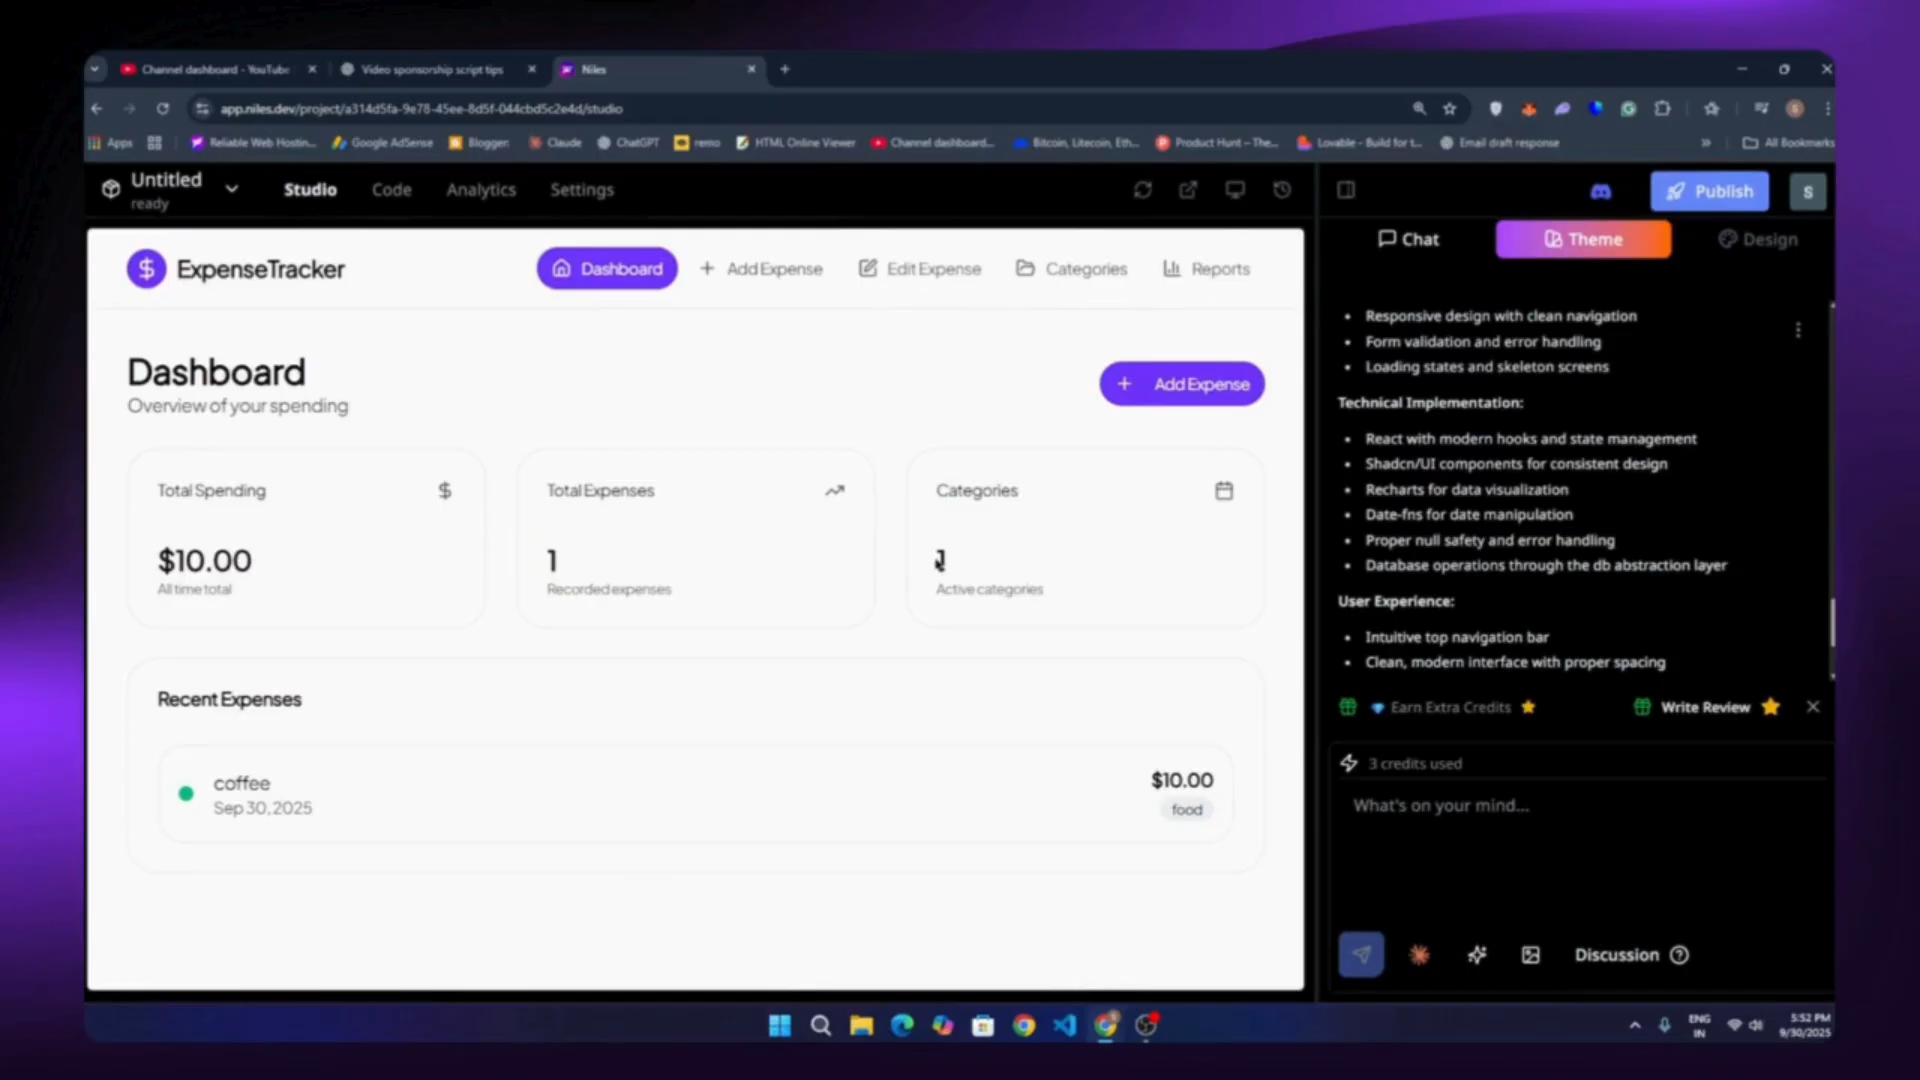 Channel dashboard - YouTube
Video sponsorship script tips
Niles
app.niles.dev/project/a314d5fa-9e78-45ee-8d5f-044cbd5c2e4d/studio
Apps
Reliable Web Hostin...
Google AdSense
Blogger
Claude
ChatGPT
remo
HTML Online Viewer
Channel dashboard...
Bitcoin, Litecoin, Eth...
Product Hunt – The...
Lovable - Build for t...
Email draft response
»
All Bookmarks
Untitled
ready
Studio
Code
Analytics
Settings
Publish
S
Chat
Theme
Design
ExpenseTracker
Dashboard
+ Add Expense
Edit Expense
Categories
Reports
Dashboard
Overview of your spending
+ Add Expense
Total Spending
$
$10.00
All time total
Total Expenses
1
Recorded expenses
Categories
1
Active categories
Recent Expenses
coffee
Sep 30, 2025
$10.00
food
• Responsive design with clean navigation
• Form validation and error handling
• Loading states and skeleton screens
Technical Implementation:
• React with modern hooks and state management
• Shadcn/UI components for consistent design
• Recharts for data visualization
• Date-fns for date manipulation
• Proper null safety and error handling
• Database operations through the db abstraction layer
User Experience:
• Intuitive top navigation bar
• Clean, modern interface with proper spacing
Earn Extra Credits
Write Review
3 credits used
What's on your mind...
Discussion
ENG
IN
5:52 PM
9/30/2025